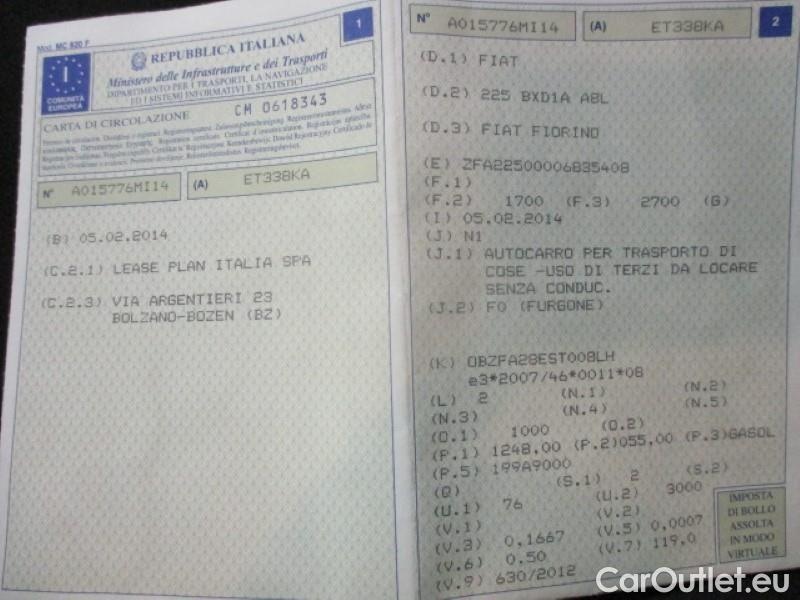 Mod. MC 820 F
1
I
COMUNITÀ
EUROPEA
REPUBBLICA ITALIANA
Ministero delle Infrastrutture e dei Trasporti
DIPARTIMENTO PER I TRASPORTI, LA NAVIGAZIONE
ED I SISTEMI INFORMATIVI E STATISTICI
CARTA DI CIRCOLAZIONE CM 0618343
N° A015776MI14 (A) ET338KA
(B) 05.02.2014
(C.2.1) LEASE PLAN ITALIA SPA
(C.2.3) VIA ARGENTIERI 23
BOLZANO-BOZEN (BZ)
N° A015776MI14 (A) ET338KA 2
(D.1) FIAT
(D.2) 225 BXD1A A8L
(D.3) FIAT FIORINO
(E) ZFA22500006B35408
(F.1)
(F.2) 1700 (F.3) 2700 (G)
(I) 05.02.2014
(J) N1
(J.1) AUTOCARRO PER TRASPORTO DI
COSE -USO DI TERZI DA LOCARE
SENZA CONDUC.
(J.2) F0 (FURGONE)
(K) OBZFA28EST008LH
e3*2007/46*0011*08
(L) 2 (N.1) (N.2)
(N.3) (N.4) (N.5)
(O.1) 1000 (O.2)
(P.1) 1248,00 (P.2)055,00 (P.3)GASOL
(P.5) 199A9000
(Q) (S.1) 2 (S.2)
(U.1) 76 (U.2) 3000
(V.1) (V.2)
(V.3) 0,1667 (V.5) 0,0007
(V.6) 0,50 (V.7) 119,0
(V.9) 630/2012
IMPOSTA
DI BOLLO
ASSOLTA
IN MODO
VIRTUALE
CarOutlet.eu